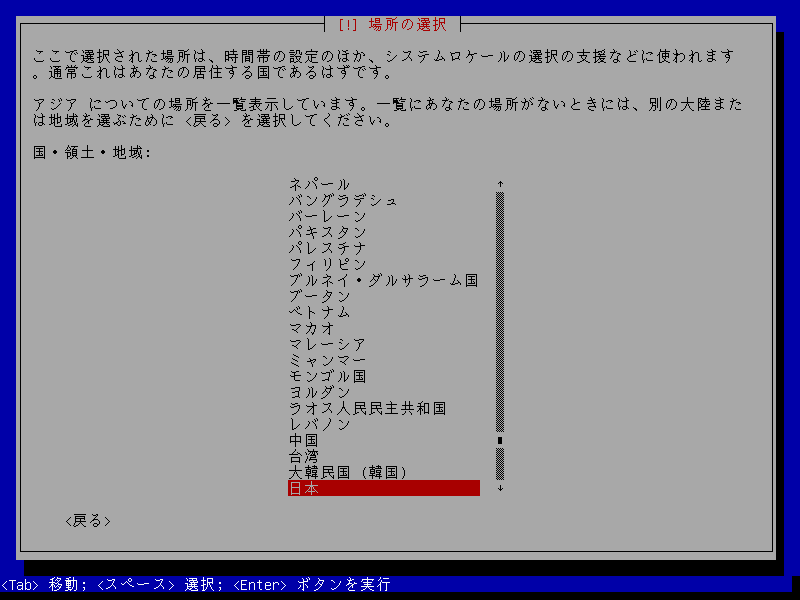 [!] 場所の選択
ここで選択された場所は、時間帯の設定のほか、システムロケールの選択の支援などに使われます
。通常これはあなたの居住する国であるはずです。
アジア についての場所を一覧表示しています。一覧にあなたの場所がないときには、別の大陸また
は地域を選ぶために <戻る> を選択してください。
国・領土・地域:
ネパール
バングラデシュ
バーレーン
パキスタン
パレスチナ
フィリピン
ブルネイ・ダルサラーム国
ブータン
ベトナム
マカオ
マレーシア
ミャンマー
モンゴル国
ヨルダン
ラオス人民民主共和国
レバノン
中国
台湾
大韓民国 (韓国)
日本
<戻る>
<Tab> 移動; <スペース> 選択; <Enter> ボタンを実行